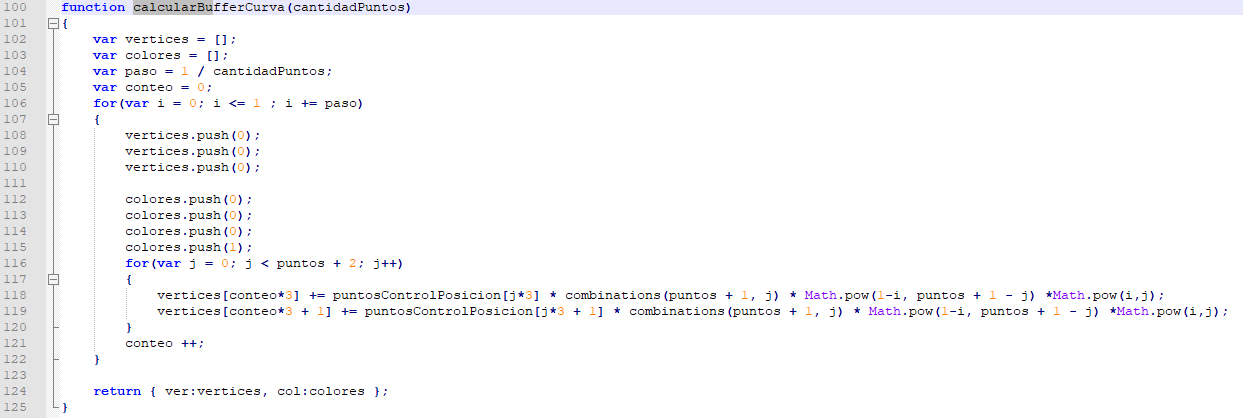 100 function calcularBufferCurva(cantidadPuntos)
101 {
102 var vertices = [];
103 var colores = [];
104 var paso = 1 / cantidadPuntos;
105 var conteo = 0;
106 for(var i = 0; i <= 1 ; i += paso)
107 {
108 vertices.push(0);
109 vertices.push(0);
110 vertices.push(0);
111
112 colores.push(0);
113 colores.push(0);
114 colores.push(0);
115 colores.push(1);
116 for(var j = 0; j < puntos + 2; j++)
117 {
118 vertices[conteo*3] += puntosControlPosicion[j*3] * combinations(puntos + 1, j) * Math.pow(1-i, puntos + 1 - j) *Math.pow(i,j);
119 vertices[conteo*3 + 1] += puntosControlPosicion[j*3 + 1] * combinations(puntos + 1, j) * Math.pow(1-i, puntos + 1 - j) *Math.pow(i,j);
120 }
121 conteo ++;
122 }
123
124 return { ver:vertices, col:colores };
125 }